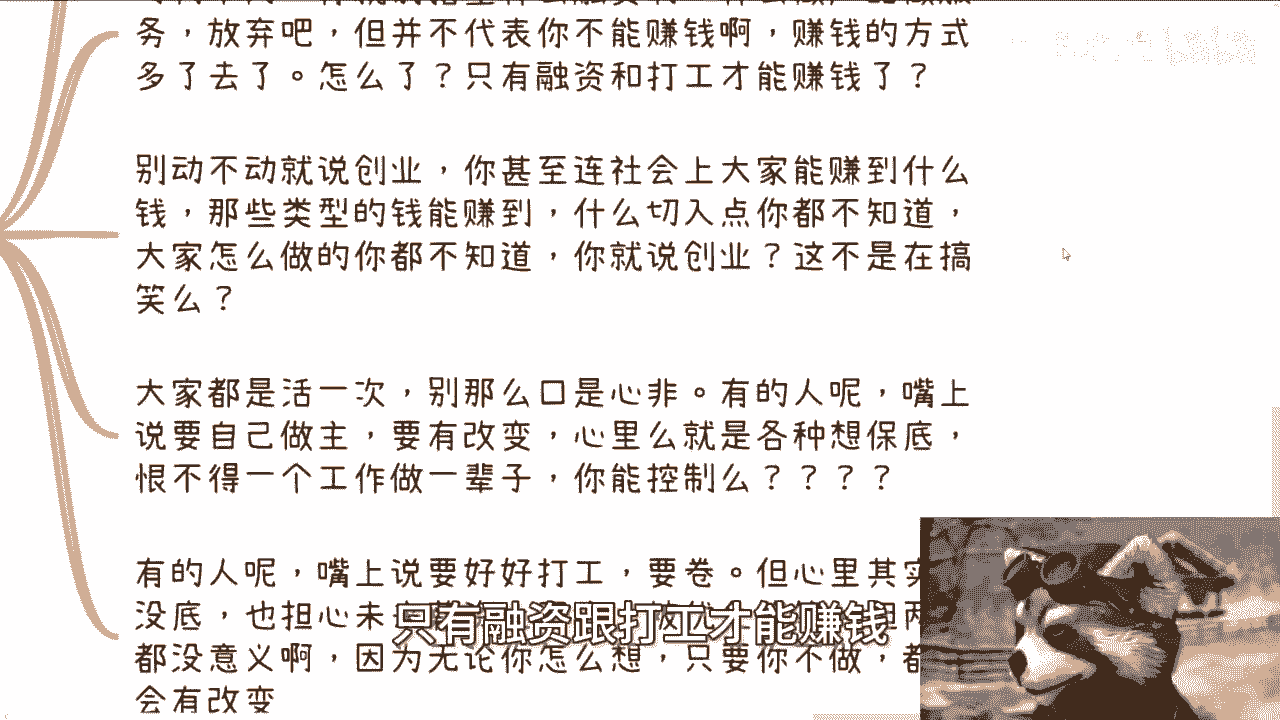 务，放弃吧，但并不代表你不能赚钱啊，赚钱的方式
多了去了。怎么了？只有融资和打工才能赚钱了？
别动不动就说创业，你甚至连社会上大家能赚到什么
钱，那些类型的钱能赚到，什么切入点你都不知道，
大家怎么做的你都不知道，你就说创业？这不是在搞
笑么？
大家都是活一次，别那么口是心非。有的人呢，嘴上
说要自己做主，要有改变，心里么就是各种想保底，
恨不得一个工作做一辈子，你能控制么？？？？
有的人呢，嘴上说要好好打工，要卷。但心里其实
没底，也担心未
只有融资跟打工才能赚钱
都没意义啊，因为无论你怎么想，只要你不做，都
会有改变